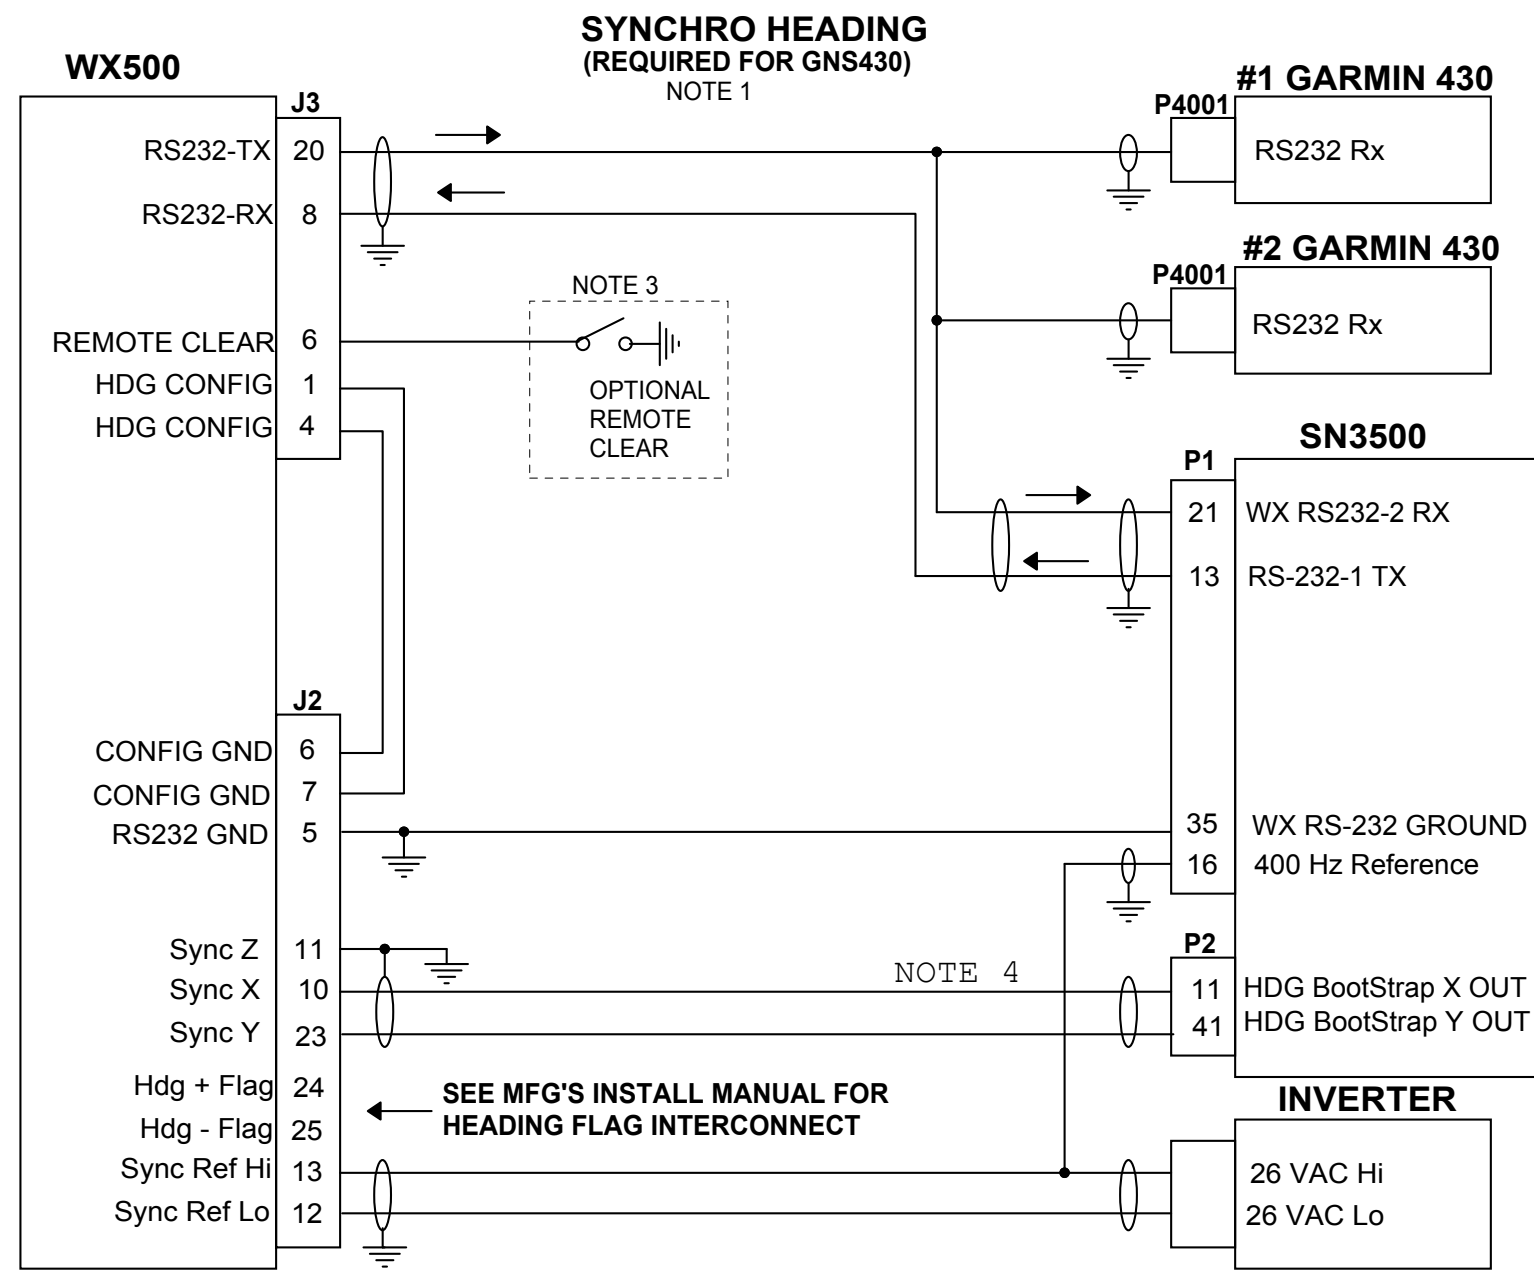 SYNCHRO HEADING
(REQUIRED FOR GNS430)
NOTE 1
WX500
J3
RS232-TX 20
RS232-RX 8
REMOTE CLEAR 6
HDG CONFIG 1
HDG CONFIG 4
NOTE 3
OPTIONAL
REMOTE
CLEAR
#1 GARMIN 430
P4001
RS232 Rx
#2 GARMIN 430
P4001
RS232 Rx
SN3500
P1
21 WX RS232-2 RX
13 RS-232-1 TX
J2
CONFIG GND 6
CONFIG GND 7
RS232 GND 5
35 WX RS-232 GROUND
16 400 Hz Reference
Sync Z 11
Sync X 10
Sync Y 23
NOTE 4
P2
11 HDG BootStrap X OUT
41 HDG BootStrap Y OUT
Hdg + Flag 24
Hdg - Flag 25
SEE MFG'S INSTALL MANUAL FOR
HEADING FLAG INTERCONNECT
Sync Ref Hi 13
Sync Ref Lo 12
INVERTER
26 VAC Hi
26 VAC Lo